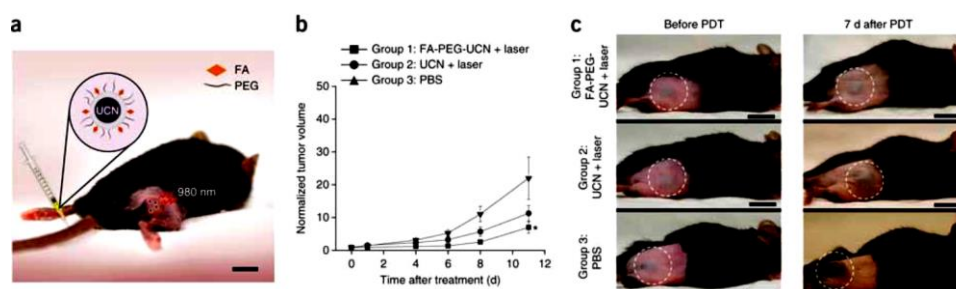 a
FA
PEG
UCN
980 nm
b
Group 1: FA-PEG-UCN + laser
Group 2: UCN + laser
Group 3: PBS
Normalized tumor volume
50
40
30
20
10
0
*
0 2 4 6 8 10 12
Time after treatment (d)
c
Before PDT
7 d after PDT
Group 1:
FA-PEG-
UCN + laser
Group 2:
UCN + laser
Group 3:
PBS